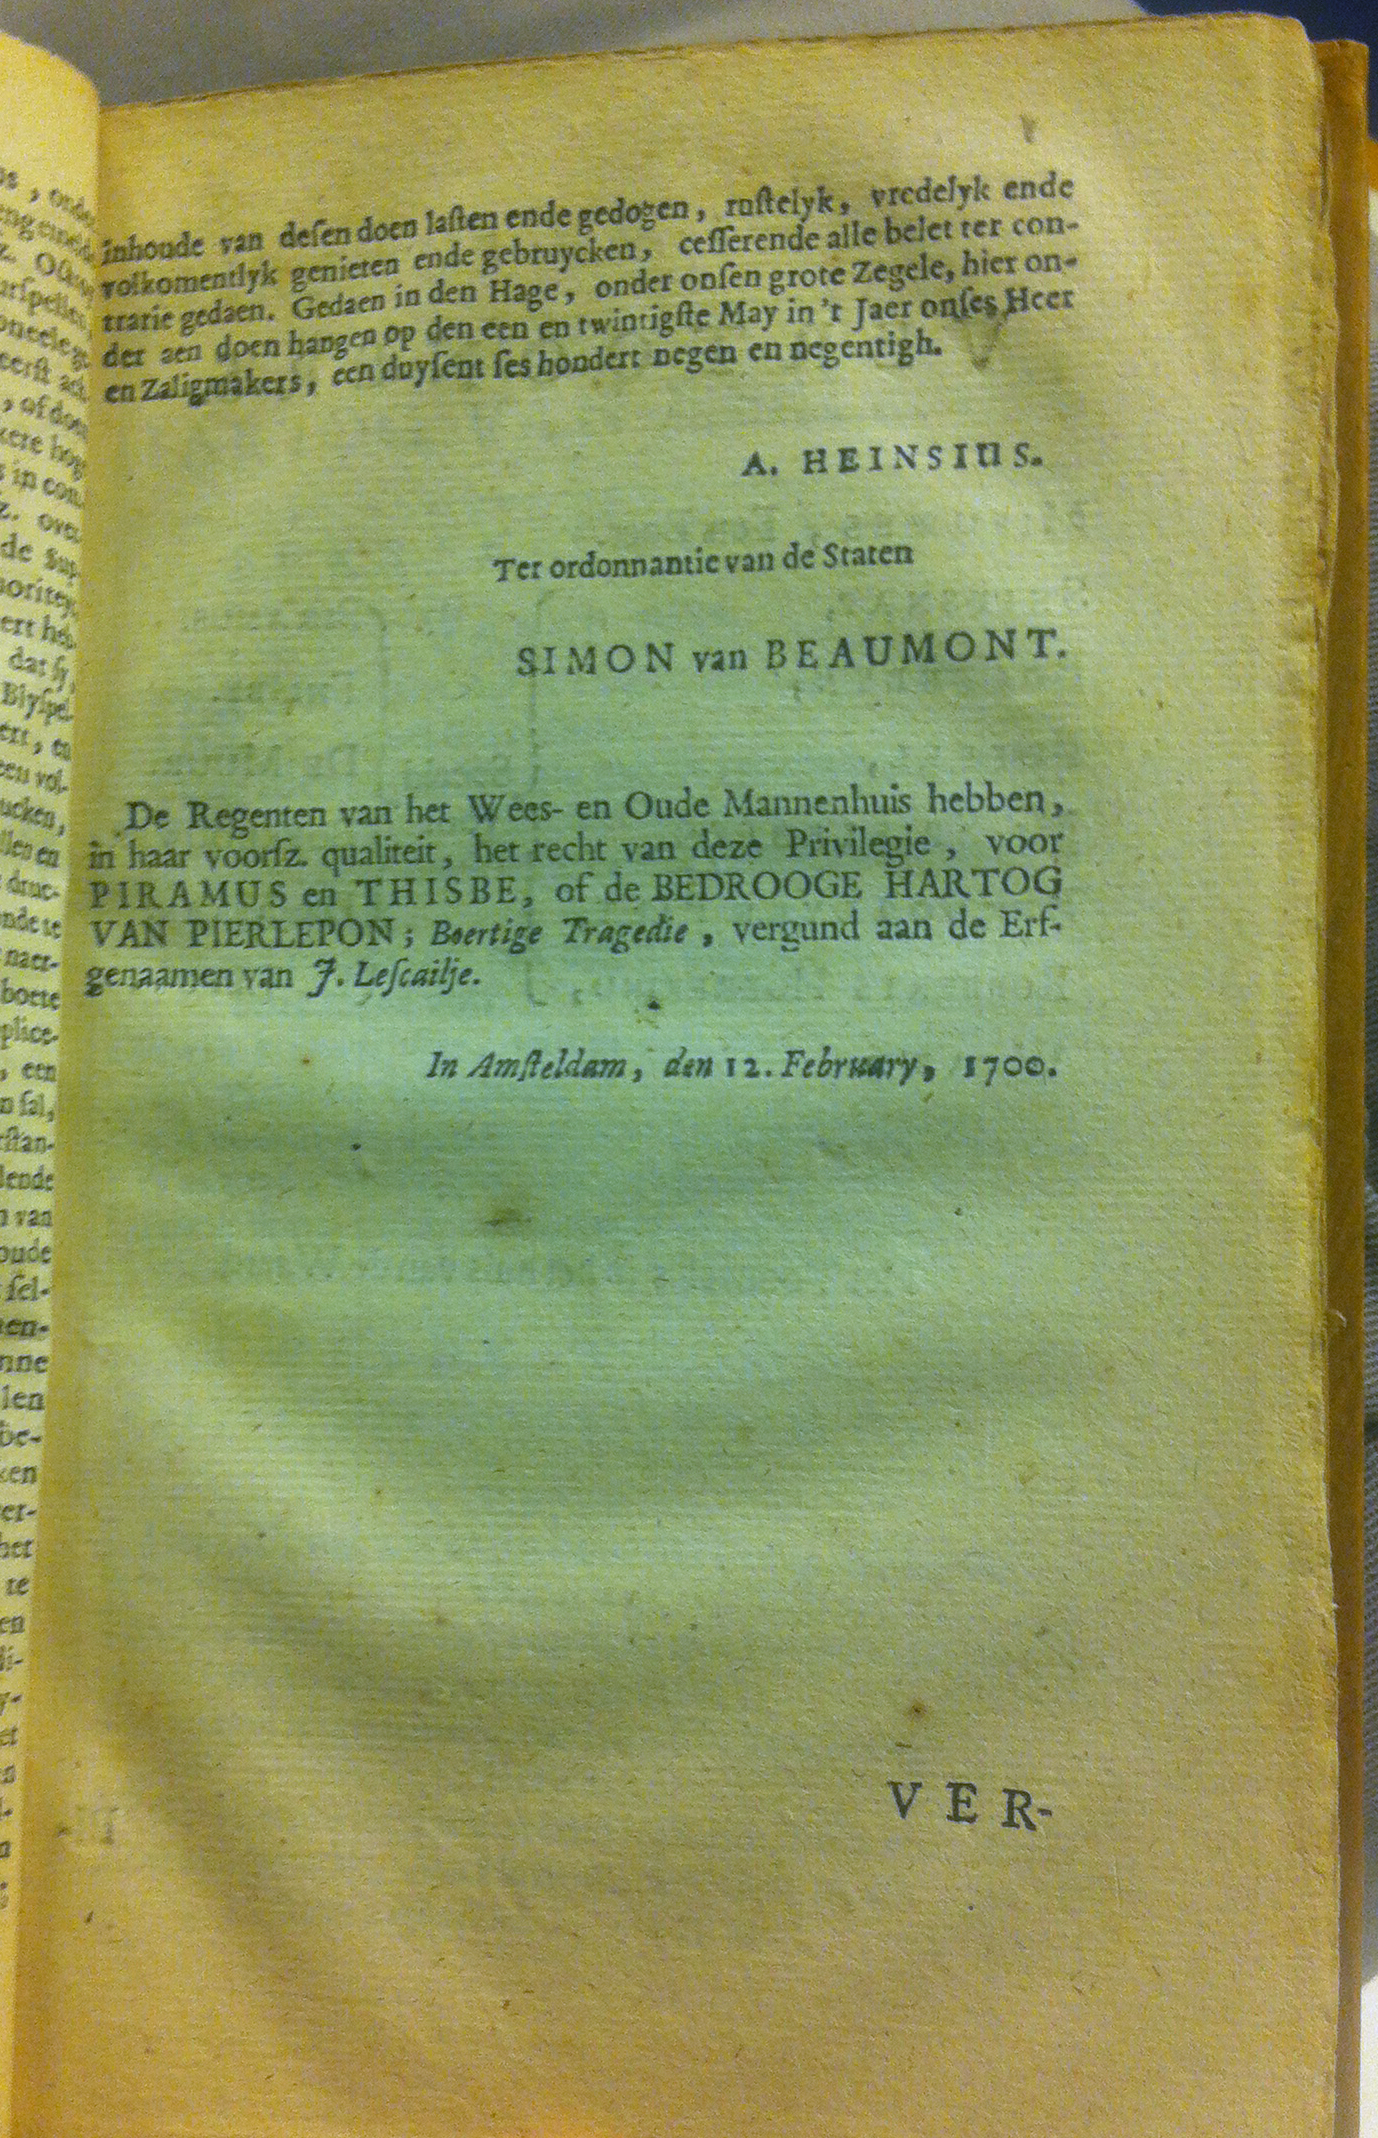 inhoude van deſen doen laſten ende gedogen, ruſtelyk, vredelyk ende
volkomentlyk genieten ende gebruycken, ceſſerende alle belet ter con-
trarie gedaen. Gedaen in den Hage, onder onſen grote Zegele, hier on-
der aen doen hangen op den een en twintigſte May in 't Jaer onſes Heer
en Zaligmakers, een duyſent ſes hondert negen en negentigh.
A. HEINSIUS.
Ter ordonnantie van de Staten
SIMON van BEAUMONT.
De Regenten van het Wees- en Oude Mannenhuis hebben,
in haar voorſz. qualiteit, het recht van deze Privilegie, voor
PIRAMUS en THISBE, of de BEDROOGE HARTOG
VAN PIERLEPON; Boertige Tragedie, vergund aan de Erf-
genaamen van J. Leſcailje.
In Amſteldam, den 12. February, 1700.
VER-